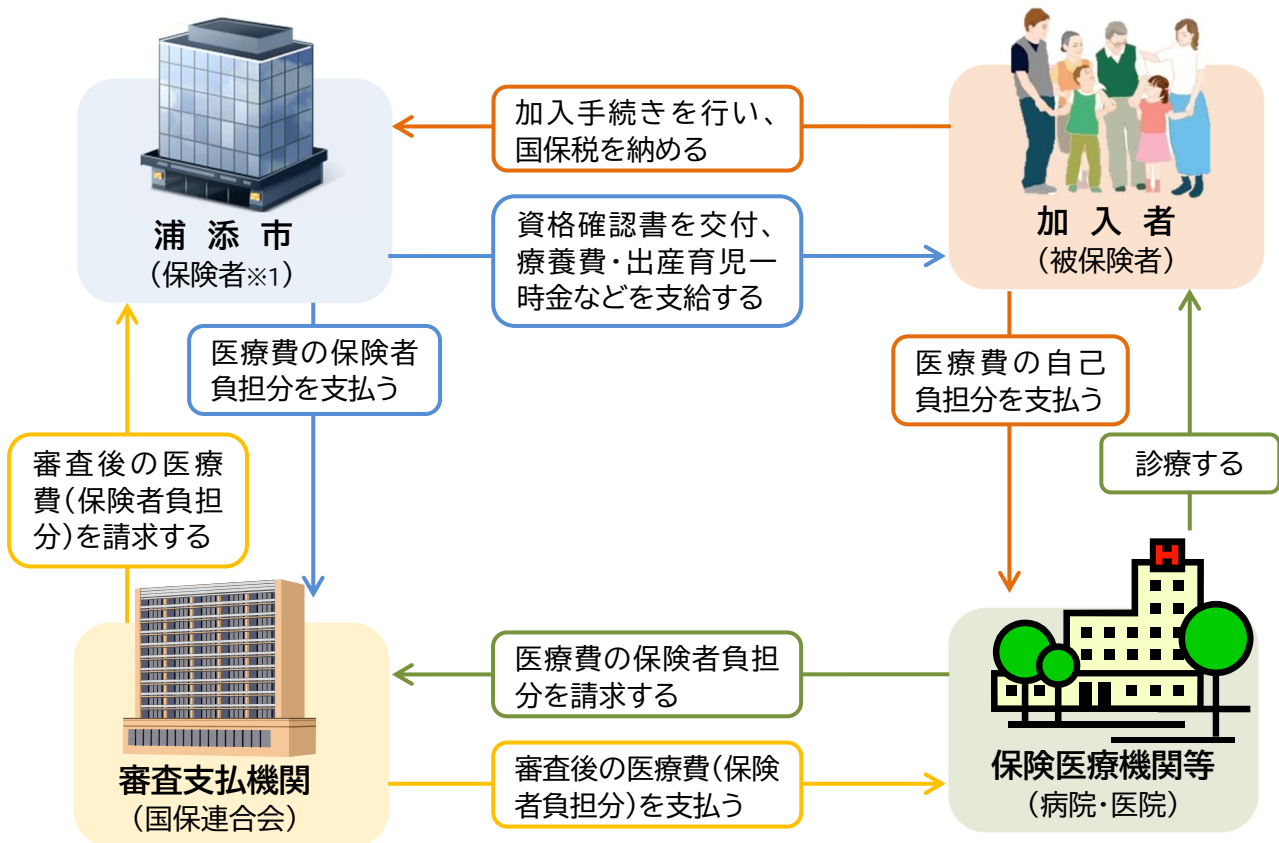 加入手続きを行い、
国保税を納める
浦添市
(保険者※1)
資格確認書を交付、
療養費・出産育児一
時金などを支給する
加入者
(被保険者)
医療費の保険者
負担分を支払う
医療費の自己
負担分を支払う
審査後の医療
費(保険者負担
分)を請求する
診療する
H
医療費の保険者負担
分を請求する
審査支払機関
(国保連合会)
審査後の医療費(保険
者負担分)を支払う
保険医療機関等
(病院・医院)